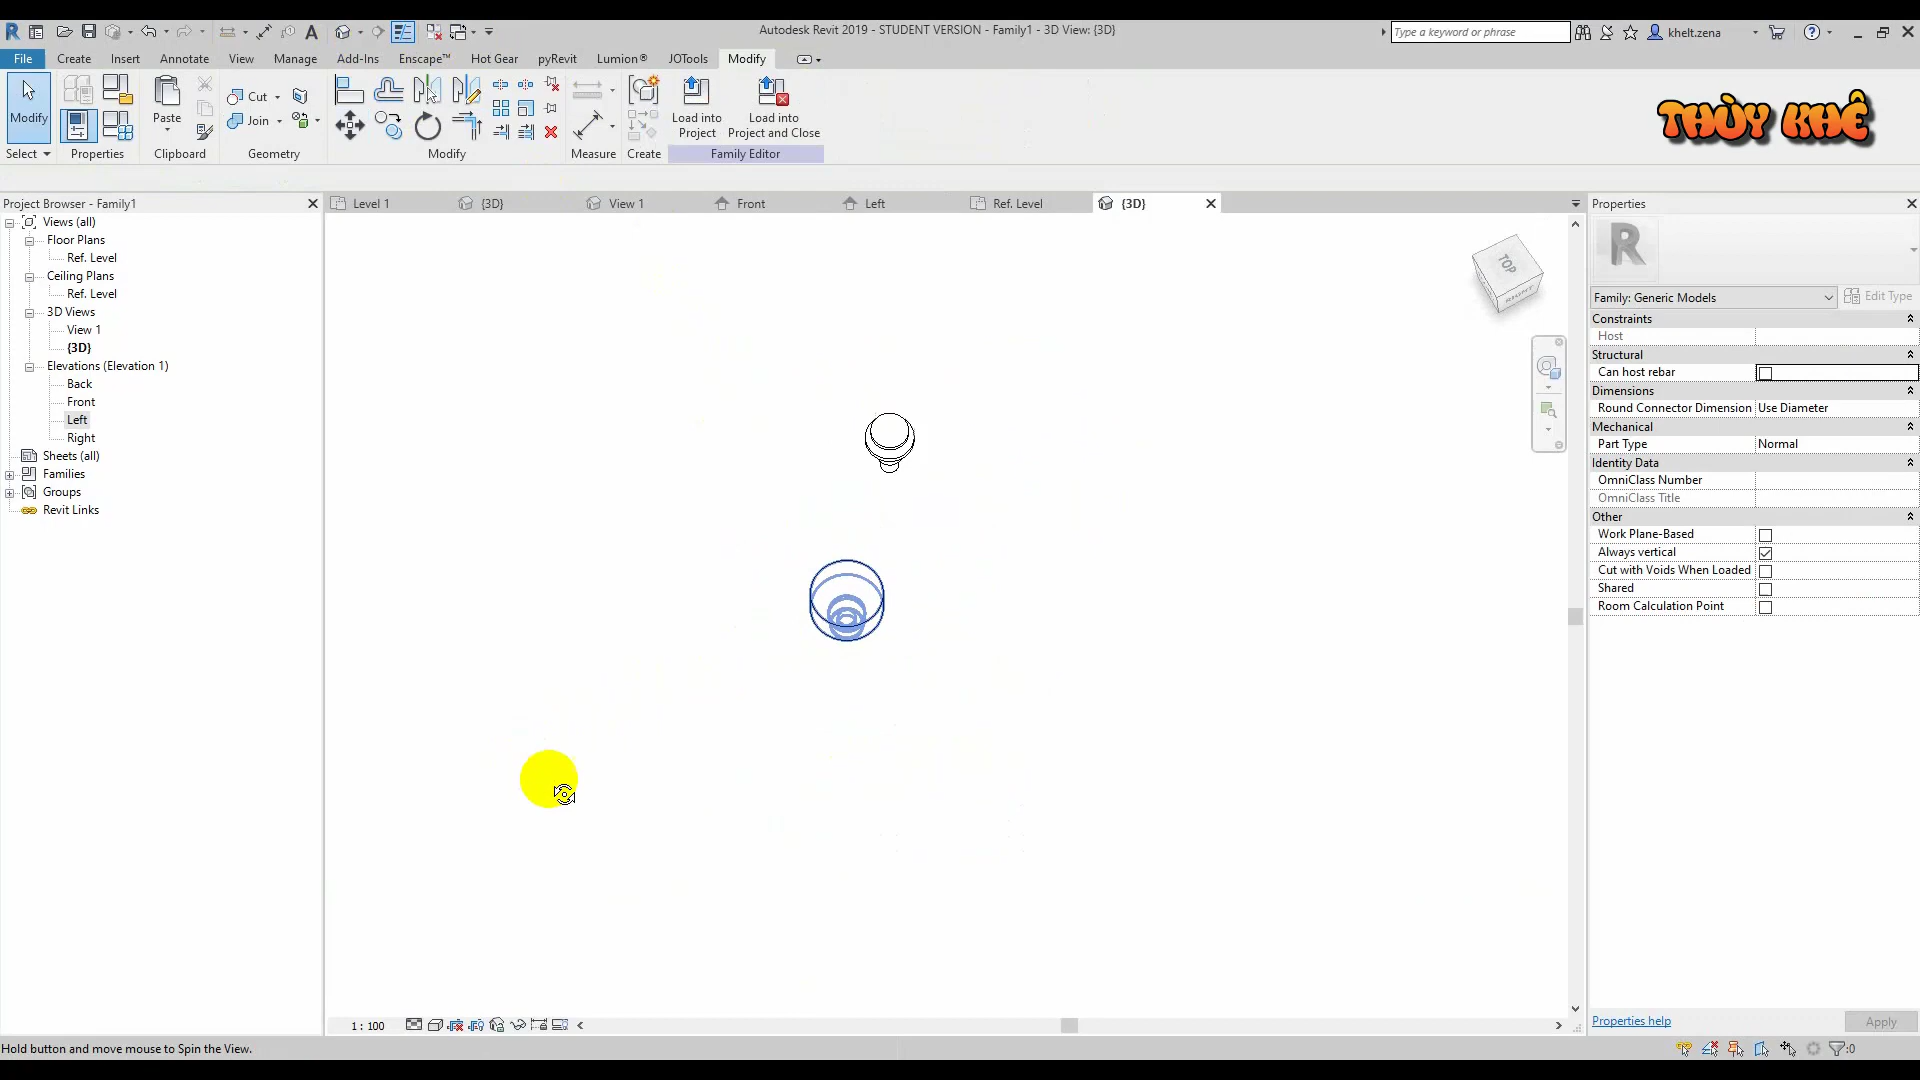 Autodesk Revit 2019 - STUDENT VERSION - Family1 - 3D View: {3D}
Type a keyword or phrase
khelt.zena
File Create Insert Annotate View Manage Add-Ins Enscape™ Hot Gear pyRevit Lumion® JOTools Modify
Modify
Paste
Cut
Join
Load into
Project
Load into
Project and Close
Select Properties Clipboard Geometry Modify Measure Create Family Editor
THÙY KHÊ
Project Browser - Family1
Level 1 {3D} View 1 Front Left Ref. Level {3D}
Views (all)
Floor Plans
Ref. Level
Ceiling Plans
Ref. Level
3D Views
View 1
{3D}
Elevations (Elevation 1)
Back
Front
Left
Right
Sheets (all)
Families
Groups
Revit Links
TOP
RIGHT
Properties
R
Family: Generic Models
Edit Type
Constraints
Host
Structural
Can host rebar
Dimensions
Round Connector Dimension Use Diameter
Mechanical
Part Type Normal
Identity Data
OmniClass Number
OmniClass Title
Other
Work Plane-Based
Always vertical
Cut with Voids When Loaded
Shared
Room Calculation Point
Properties help
Apply
1 : 100
Hold button and move mouse to Spin the View.
:0